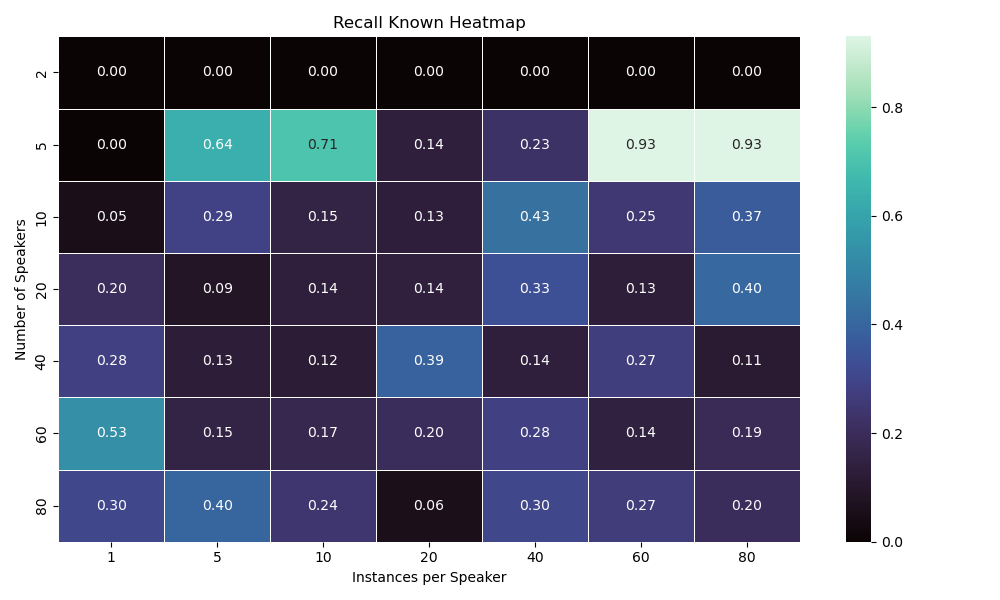 Recall Known Heatmap
Number of Speakers
2 0.00 0.00 0.00 0.00 0.00 0.00 0.00
5 0.00 0.64 0.71 0.14 0.23 0.93 0.93
10 0.05 0.29 0.15 0.13 0.43 0.25 0.37
20 0.20 0.09 0.14 0.14 0.33 0.13 0.40
40 0.28 0.13 0.12 0.39 0.14 0.27 0.11
60 0.53 0.15 0.17 0.20 0.28 0.14 0.19
80 0.30 0.40 0.24 0.06 0.30 0.27 0.20
1 5 10 20 40 60 80
Instances per Speaker
0.8
0.6
0.4
0.2
0.0